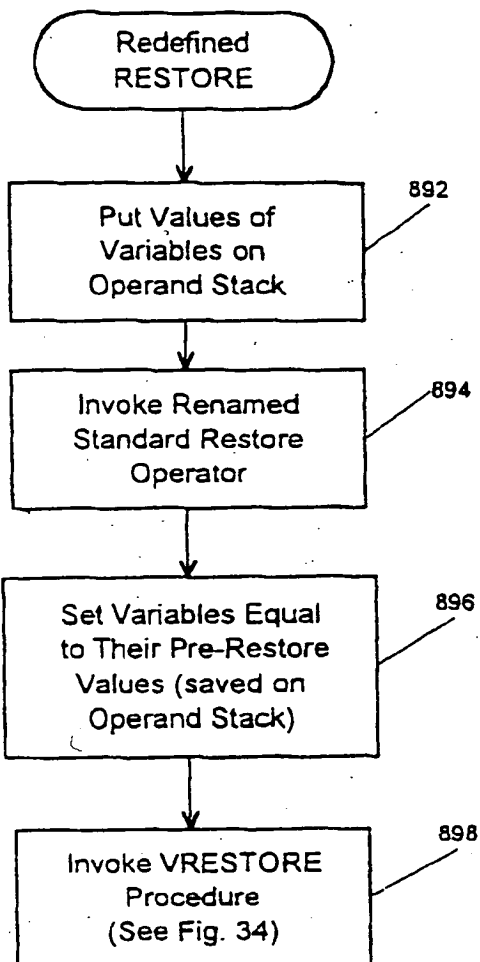 Redefined
RESTORE
892
Put Values of
Variables on
Operand Stack
894
Invoke Renamed
Standard Restore
Operator
896
Set Variables Equal
to Their Pre-Restore
Values (saved on
Operand Stack)
898
Invoke VRESTORE
Procedure
(See Fig. 34)